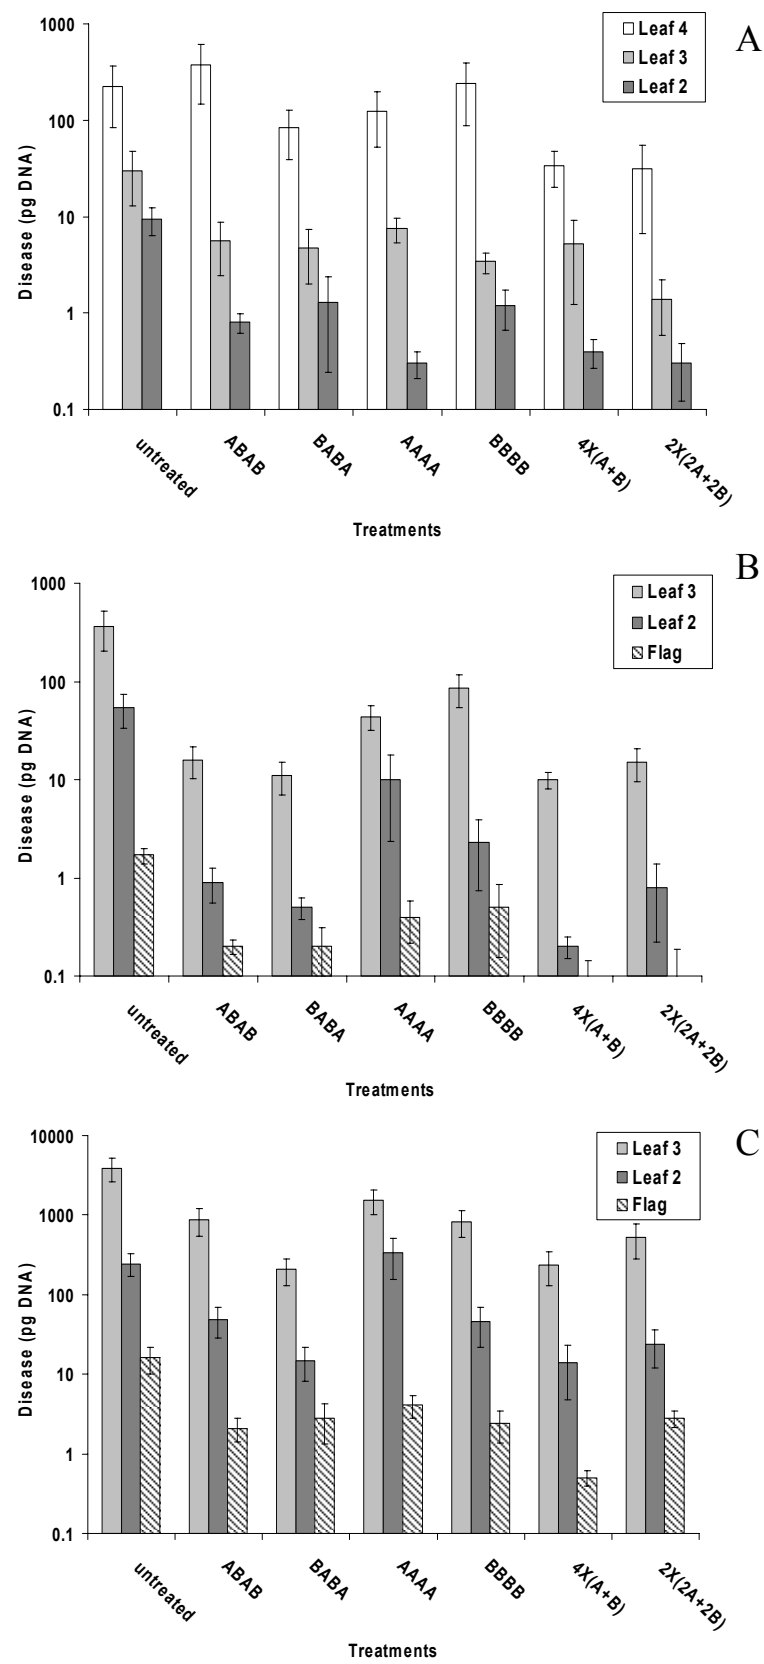 A
Leaf 4
Leaf 3
Leaf 2
1000
100
10
1
0.1
Disease (pg DNA)
untreated
ABAB
BABA
AAAA
BBBB
4X(A+B)
2X(2A+2B)
Treatments
B
Leaf 3
Leaf 2
Flag
1000
100
10
1
0.1
Disease (pg DNA)
untreated
ABAB
BABA
AAAA
BBBB
4X(A+B)
2X(2A+2B)
Treatments
C
Leaf 3
Leaf 2
Flag
10000
1000
100
10
1
0.1
Disease (pg DNA)
untreated
ABAB
BABA
AAAA
BBBB
4X(A+B)
2X(2A+2B)
Treatments